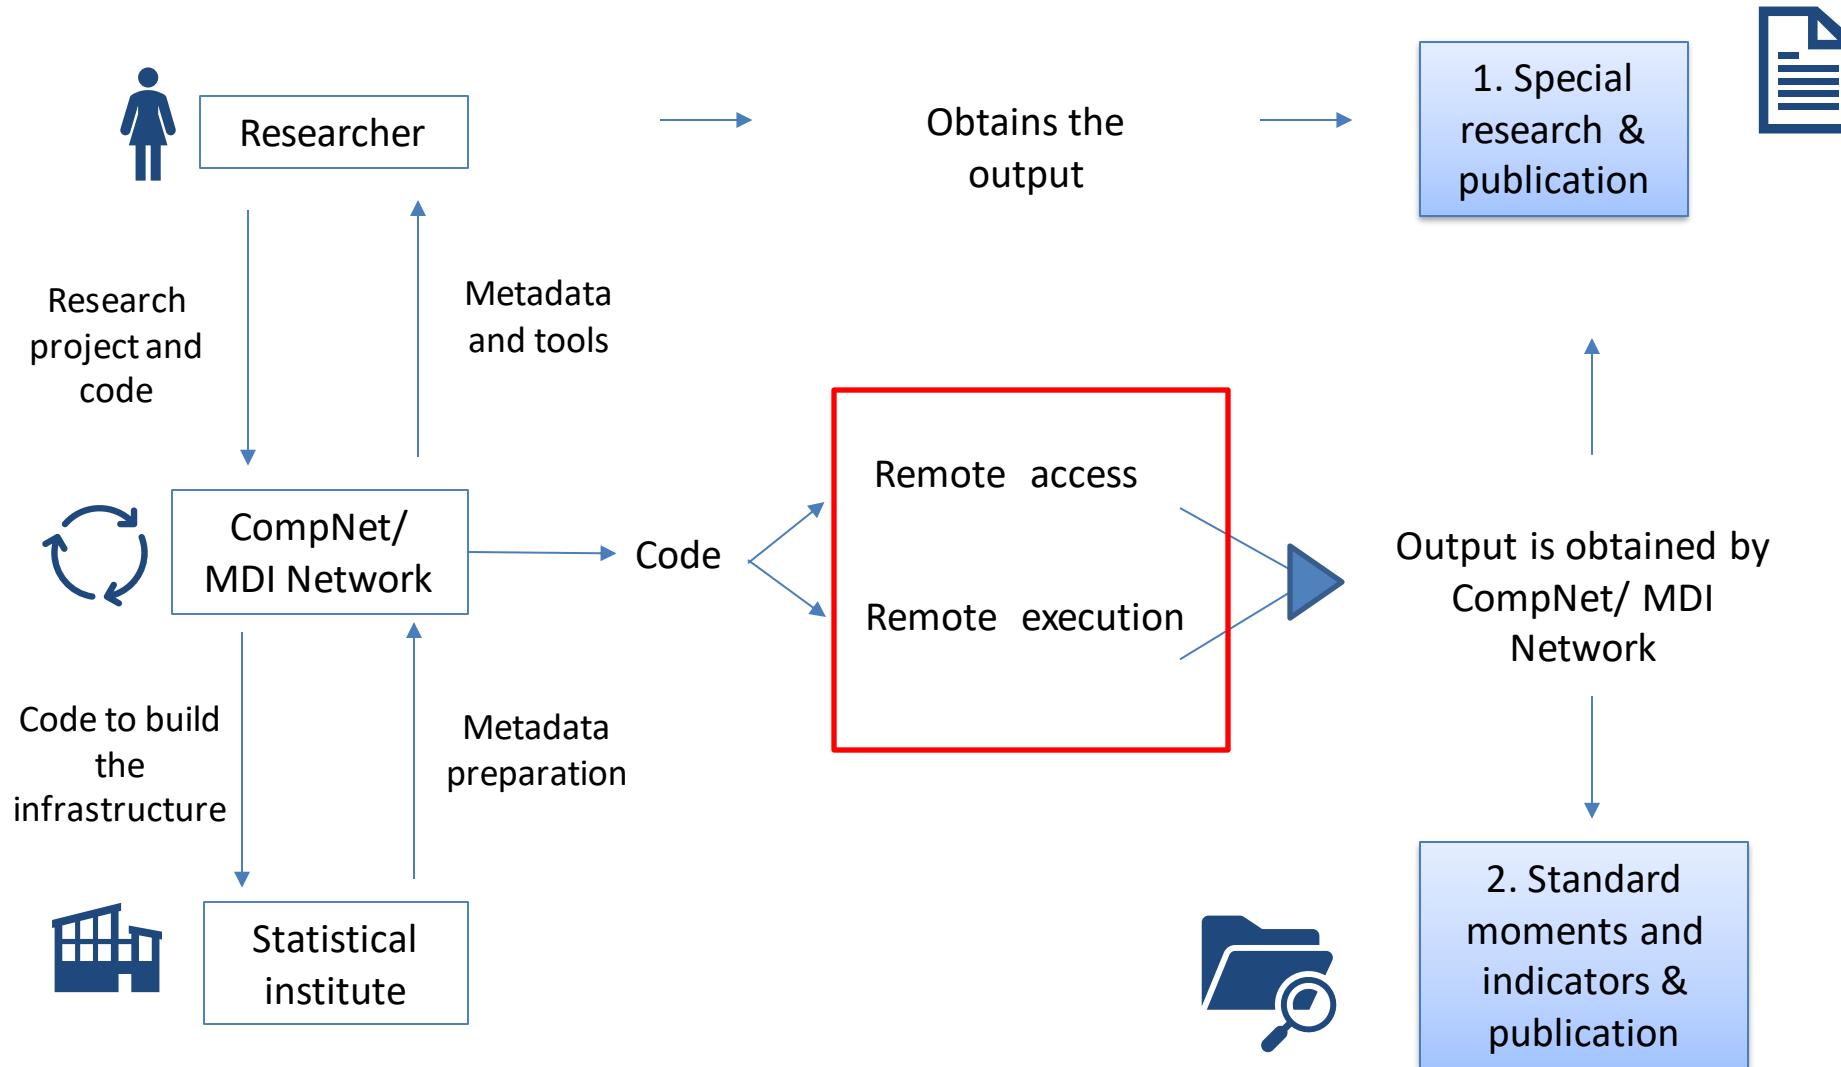 Researcher
Obtains the
output
1. Special
research &
publication
Research
project and
code
Metadata
and tools
CompNet/
MDI Network
Code
Remote access
Remote execution
Output is obtained by
CompNet/ MDI
Network
Code to build
the
infrastructure
Metadata
preparation
Statistical
institute
2. Standard
moments and
indicators &
publication